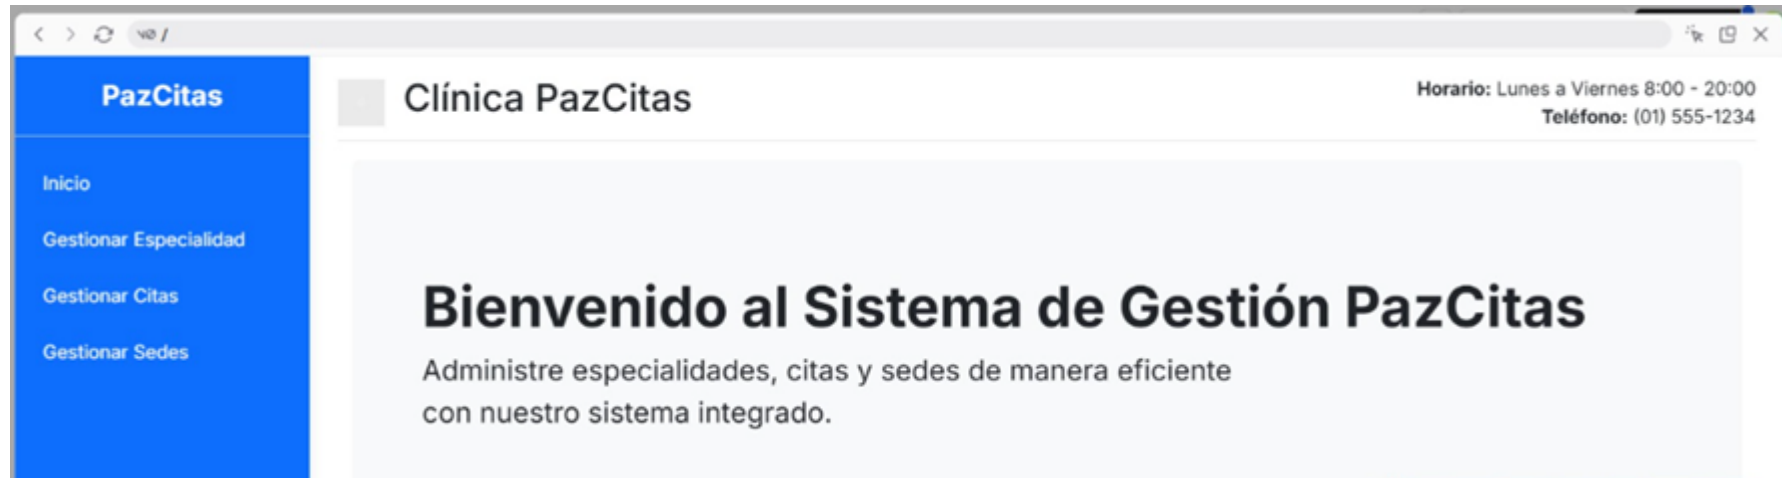 v0 /
PazCitas
Inicio
Gestionar Especialidad
Gestionar Citas
Gestionar Sedes
Clínica PazCitas
Horario: Lunes a Viernes 8:00 - 20:00
Teléfono: (01) 555-1234
Bienvenido al Sistema de Gestión PazCitas
Administre especialidades, citas y sedes de manera eficiente
con nuestro sistema integrado.